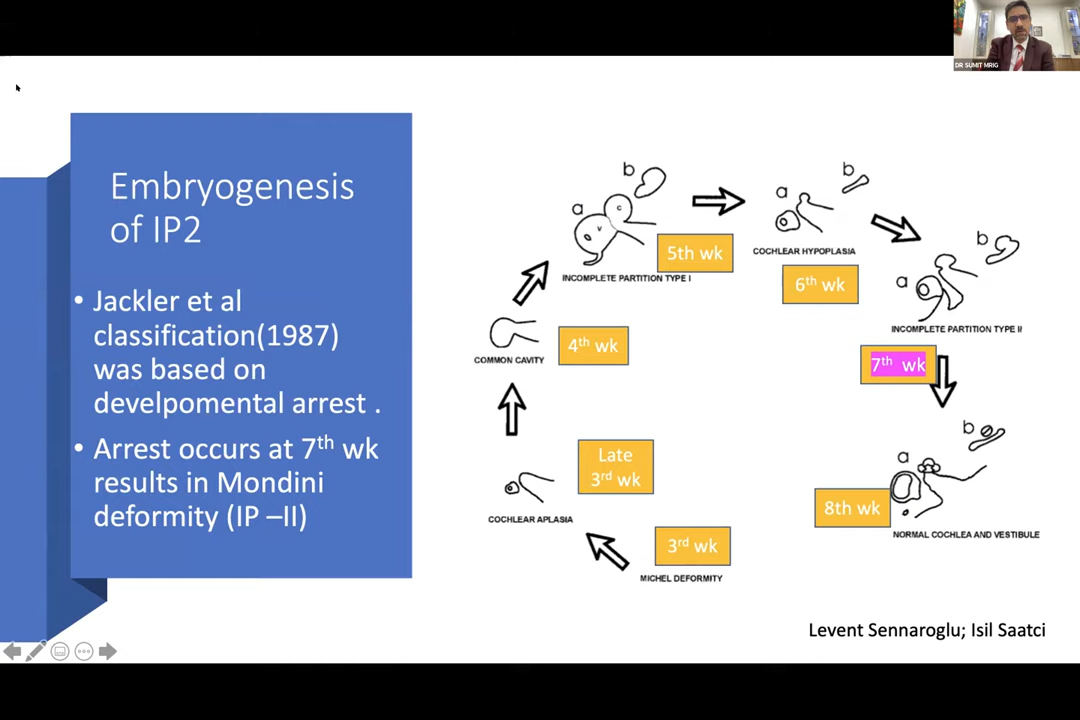 DR SUMIT MRIG
Embryogenesis
of IP2
• Jackler et al
classification(1987)
was based on
develpomental arrest .
• Arrest occurs at 7th wk
results in Mondini
deformity (IP –II)
b
a
c
v
5th wk
INCOMPLETE PARTITION TYPE I
b
a
COCHLEAR HYPOPLASIA
6th wk
b
a
INCOMPLETE PARTITION TYPE II
4th wk
COMMON CAVITY
7th wk
Late
3rd wk
COCHLEAR APLASIA
b
a
8th wk
NORMAL COCHLEA AND VESTIBULE
3rd wk
MICHEL DEFORMITY
Levent Sennaroglu; Isil Saatci